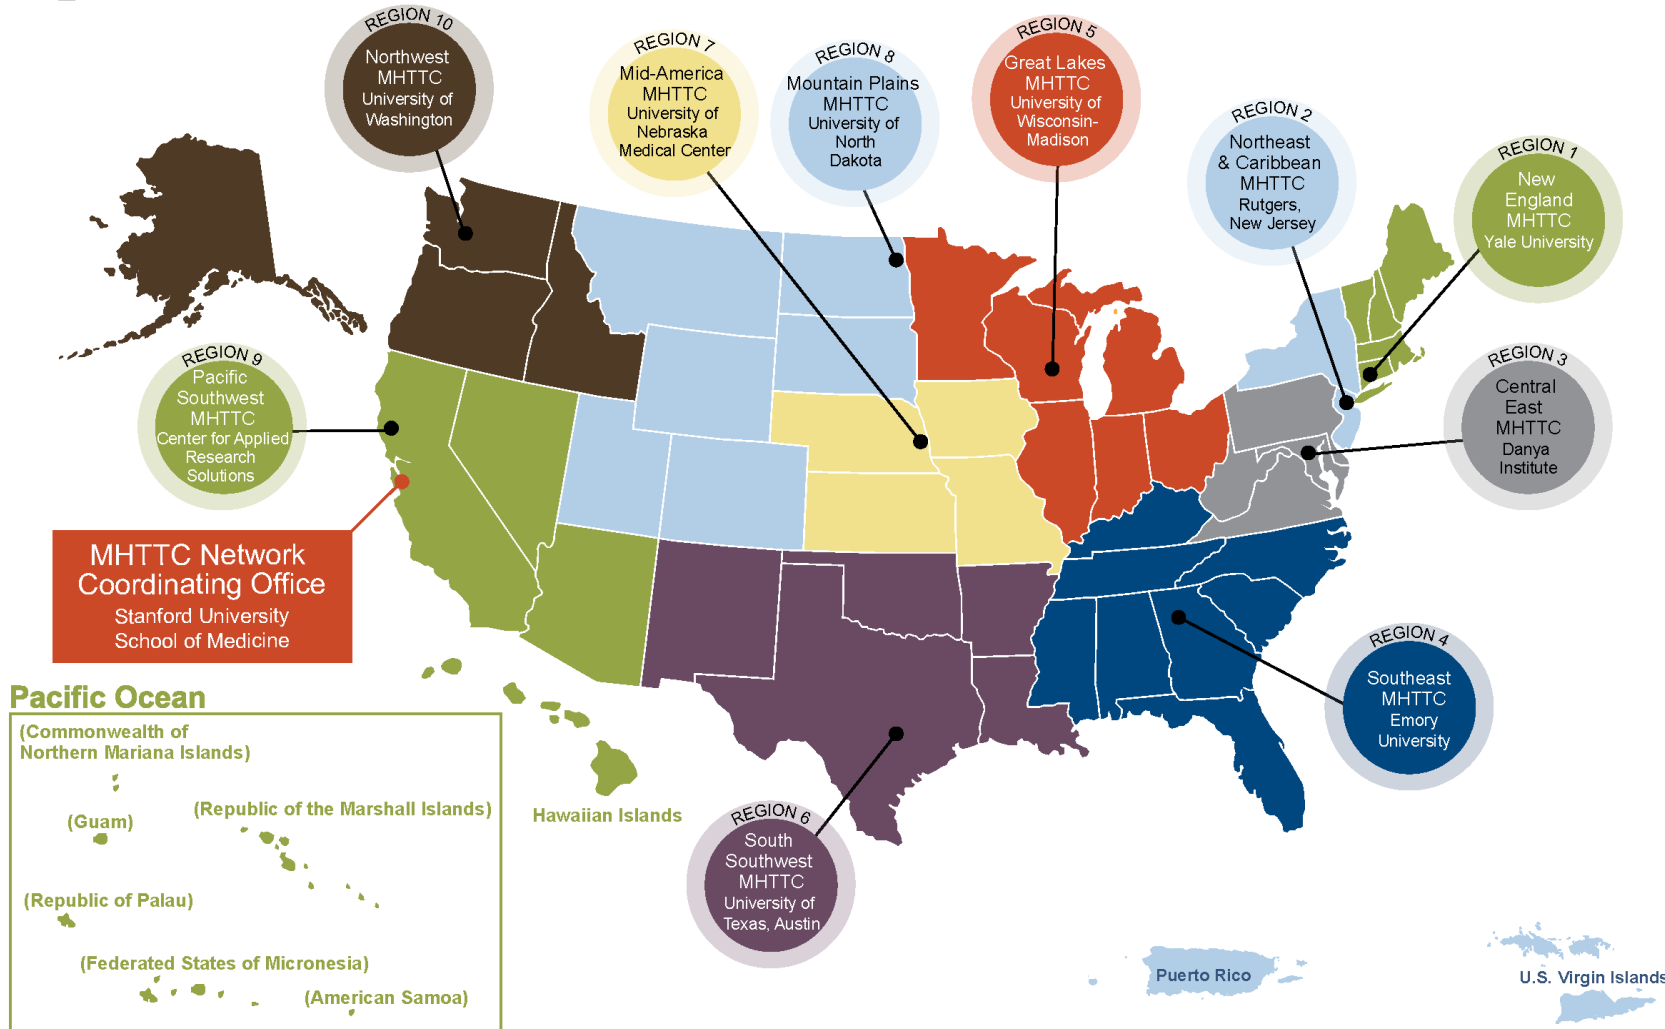 REGION 10
Northwest
MHTTC
University of
Washington
REGION 7
Mid-America
MHTTC
University of
Nebraska
Medical Center
REGION 8
Mountain Plains
MHTTC
University of
North
Dakota
REGION 5
Great Lakes
MHTTC
University of
Wisconsin-
Madison
REGION 2
Northeast
& Caribbean
MHTTC
Rutgers,
New Jersey
REGION 1
New
England
MHTTC
Yale University
REGION 9
Pacific
Southwest
MHTTC
Center for Applied
Research
Solutions
REGION 3
Central
East
MHTTC
Danya
Institute
MHTTC Network
Coordinating Office
Stanford University
School of Medicine
REGION 4
Southeast
MHTTC
Emory
University
Pacific Ocean
(Commonwealth of
Northern Mariana Islands)
(Guam)
(Republic of the Marshall Islands)
(Republic of Palau)
(Federated States of Micronesia)
(American Samoa)
Hawaiian Islands
REGION 6
South
Southwest
MHTTC
University of
Texas, Austin
Puerto Rico
U.S. Virgin Islands